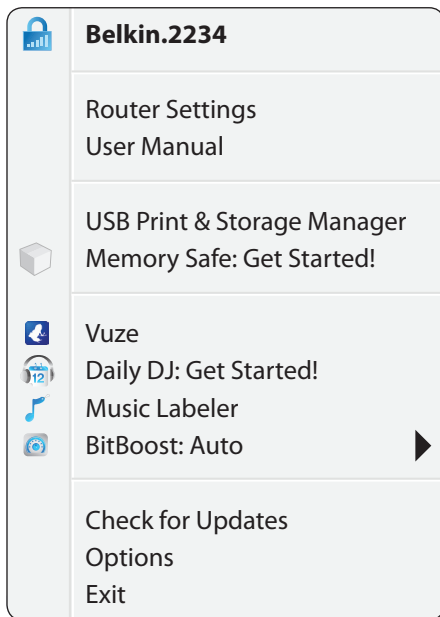 Belkin.2234
Router Settings
User Manual
USB Print & Storage Manager
Memory Safe: Get Started!
Vuze
12
Daily DJ: Get Started!
Music Labeler
BitBoost: Auto
Check for Updates
Options
Exit